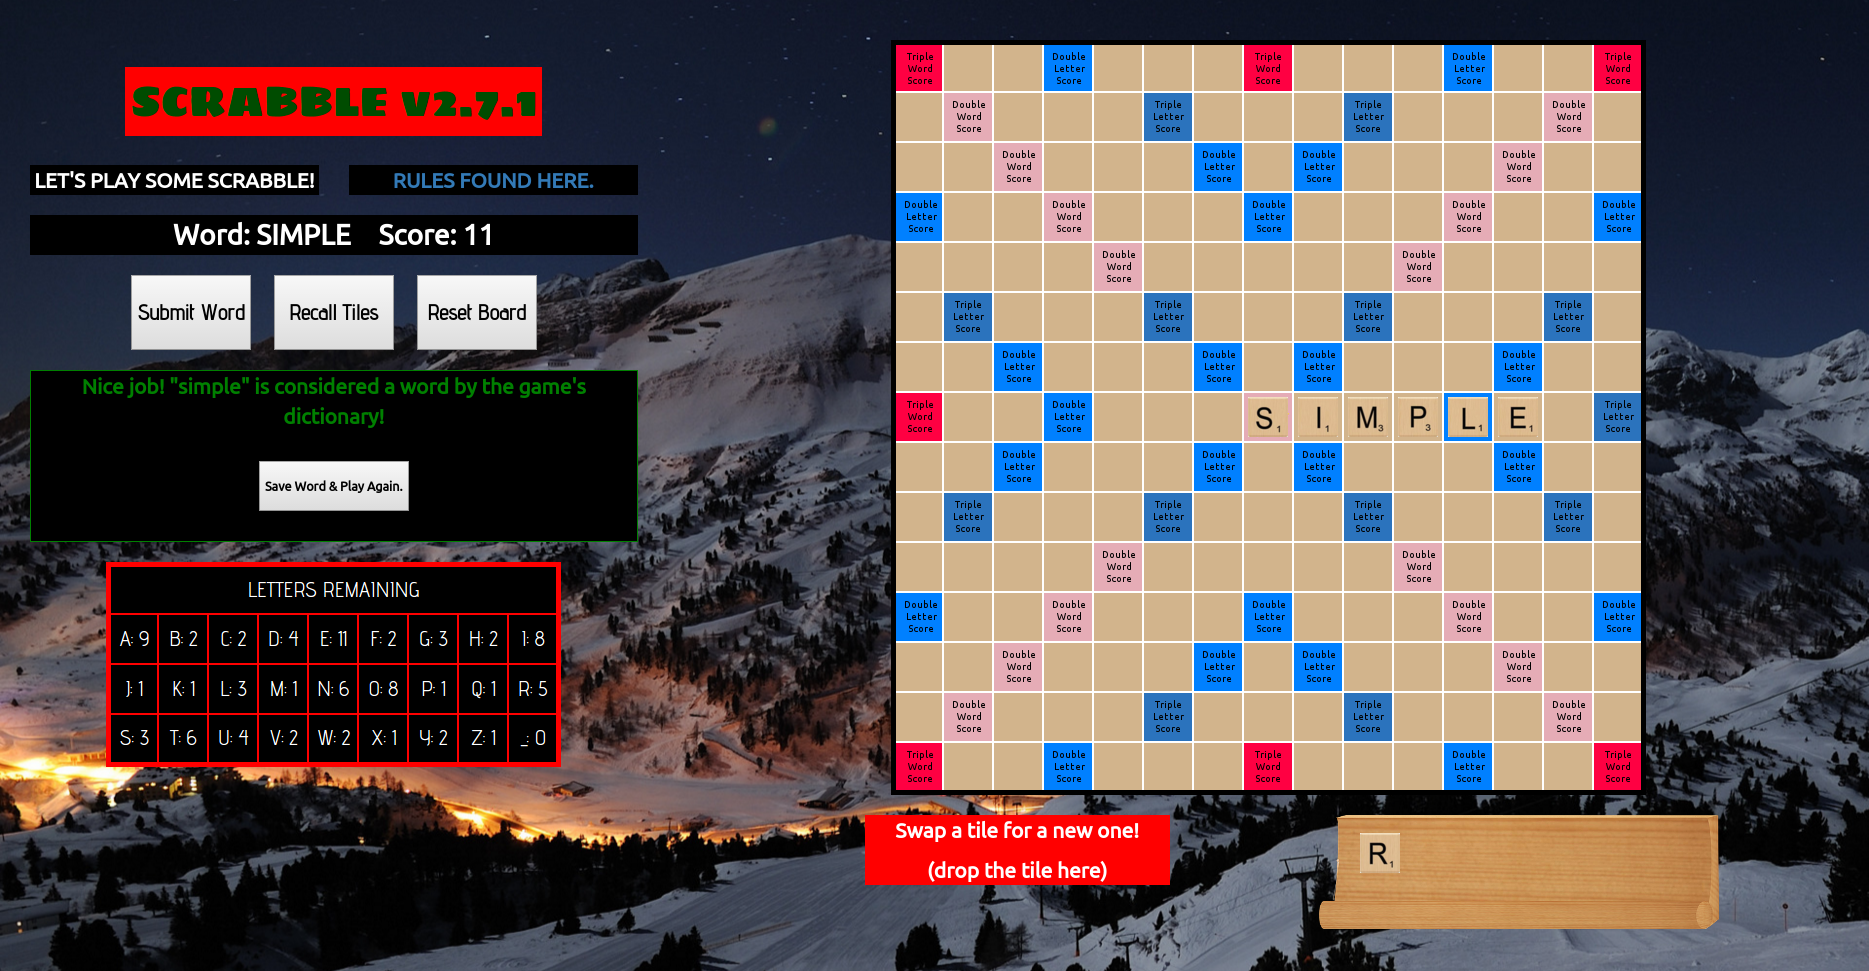 SCRABBLE v2.7.1
LET'S PLAY SOME SCRABBLE!
RULES FOUND HERE.
Word: SIMPLE Score: 11
Submit Word
Recall Tiles
Reset Board
Nice job! "simple" is considered a word by the game's
dictionary!
Save Word & Play Again.
LETTERS REMAINING
A: 9 B: 2 C: 2 D: 4 E: 11 F: 2 G: 3 H: 2 I: 8
J: 1 K: 1 L: 3 M: 1 N: 6 O: 8 P: 1 Q: 1 R: 5
S: 3 T: 6 U: 4 V: 2 W: 2 X: 1 Y: 2 Z: 1 _: 0
Triple Double Triple Double Triple
Word Letter Word Letter Word
Score Score Score Score Score
Double Triple Triple Double
Word Letter Letter Word
Score Score Score Score
Double Double Double Double
Word Letter Letter Word
Score Score Score Score
Double Double Double Double Double
Letter Word Letter Word Letter
Score Score Score Score Score
Double Double
Word Word
Score Score
Triple Triple Triple Triple
Letter Letter Letter Letter
Score Score Score Score
Double Double Double Double
Letter Letter Letter Letter
Score Score Score Score
Triple Double Triple
Word Letter S1 I1 M3 P3 L1 E1 Letter
Score Score Score
Double Double Double Double
Letter Letter Letter Letter
Score Score Score Score
Triple Triple Triple Triple
Letter Letter Letter Letter
Score Score Score Score
Double Double
Word Word
Score Score
Double Double Double Double Double
Letter Word Letter Word Letter
Score Score Score Score Score
Double Double Double Double
Word Letter Letter Word
Score Score Score Score
Double Triple Triple Double
Word Letter Letter Word
Score Score Score Score
Triple Double Triple Double Triple
Word Letter Word Letter Word
Score Score Score Score Score
Swap a tile for a new one!
(drop the tile here)
R1